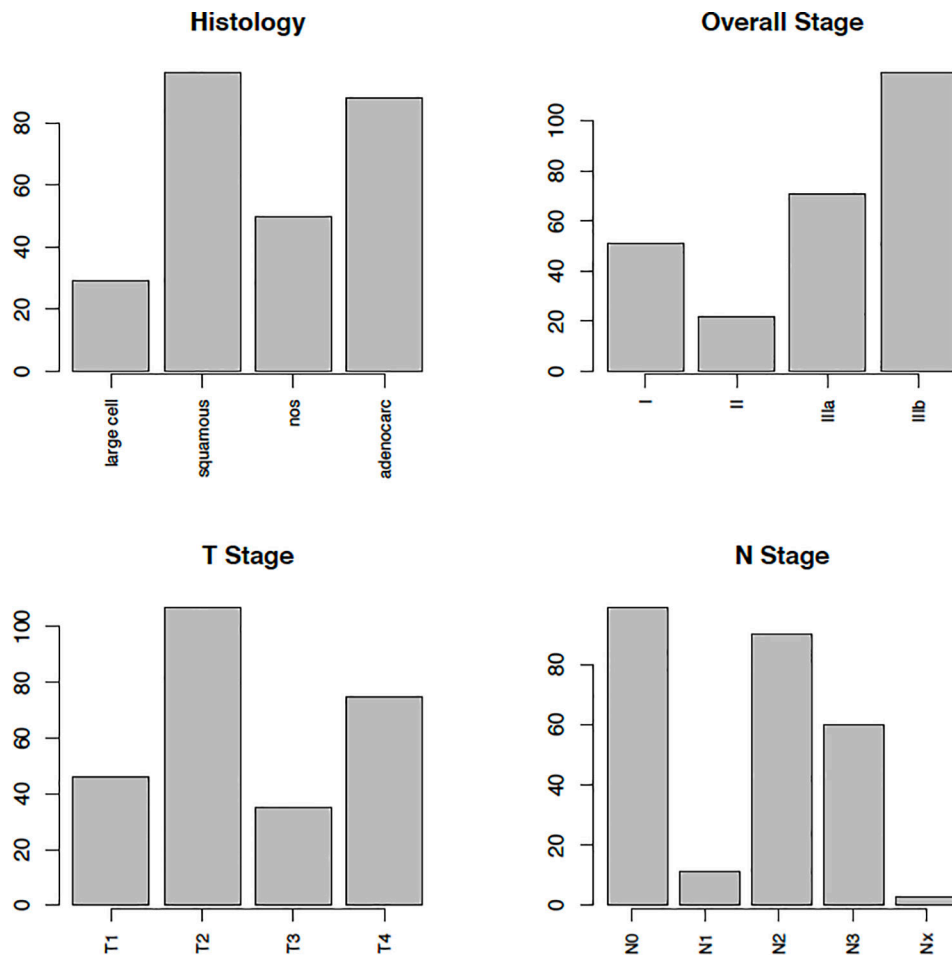 Histology
80
60
40
20
0
large cell
squamous
nos
adenocarc
Overall Stage
100
80
60
40
20
0
I
II
IIIa
IIIb
T Stage
100
80
60
40
20
0
T1
T2
T3
T4
N Stage
80
60
40
20
0
N0
N1
N2
N3
Nx